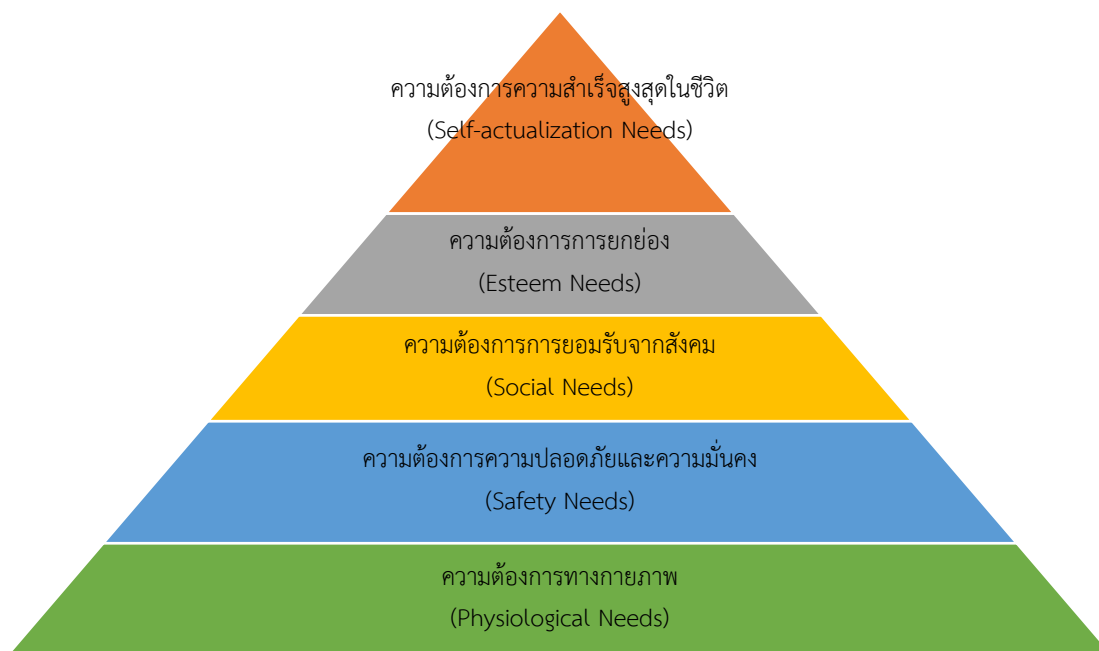 ความต้องการความสำเร็จสูงสุดในชีวิต
(Self-actualization Needs)
ความต้องการการยกย่อง
(Esteem Needs)
ความต้องการการยอมรับจากสังคม
(Social Needs)
ความต้องการความปลอดภัยและความมั่นคง
(Safety Needs)
ความต้องการทางกายภาพ
(Physiological Needs)